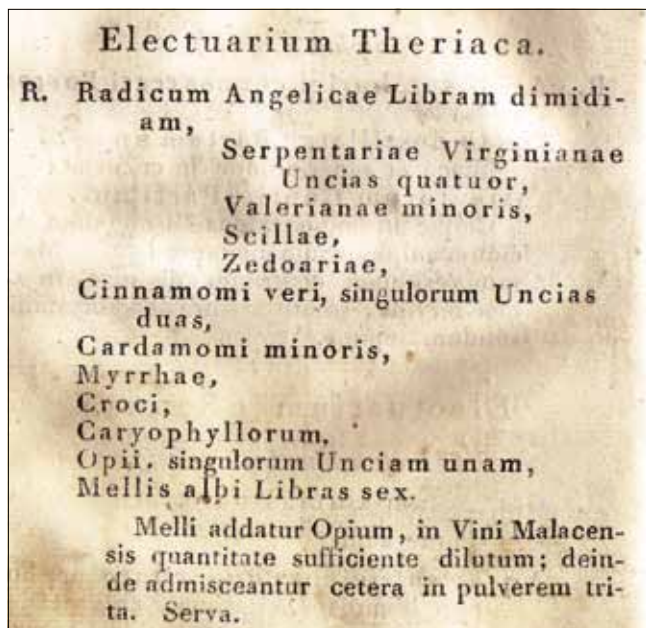 Electuarium Theriaca.
R. Radicum Angelicae Libram dimidi-
am,
Serpentariae Virginianae
Uncias quatuor,
Valerianae minoris,
Scillae,
Zedoariae,
Cinnamomi veri, singulorum Uncias
duas,
Cardamomi minoris,
Myrrhae,
Croci,
Caryophyllorum,
Opii. singulorum Unciam unam,
Mellis albi Libras sex.
Melli addatur Opium, in Vini Malacen-
sis quantitate sufficiente dilutum; dein-
de admisceantur cetera in pulverem tri-
ta. Serva.